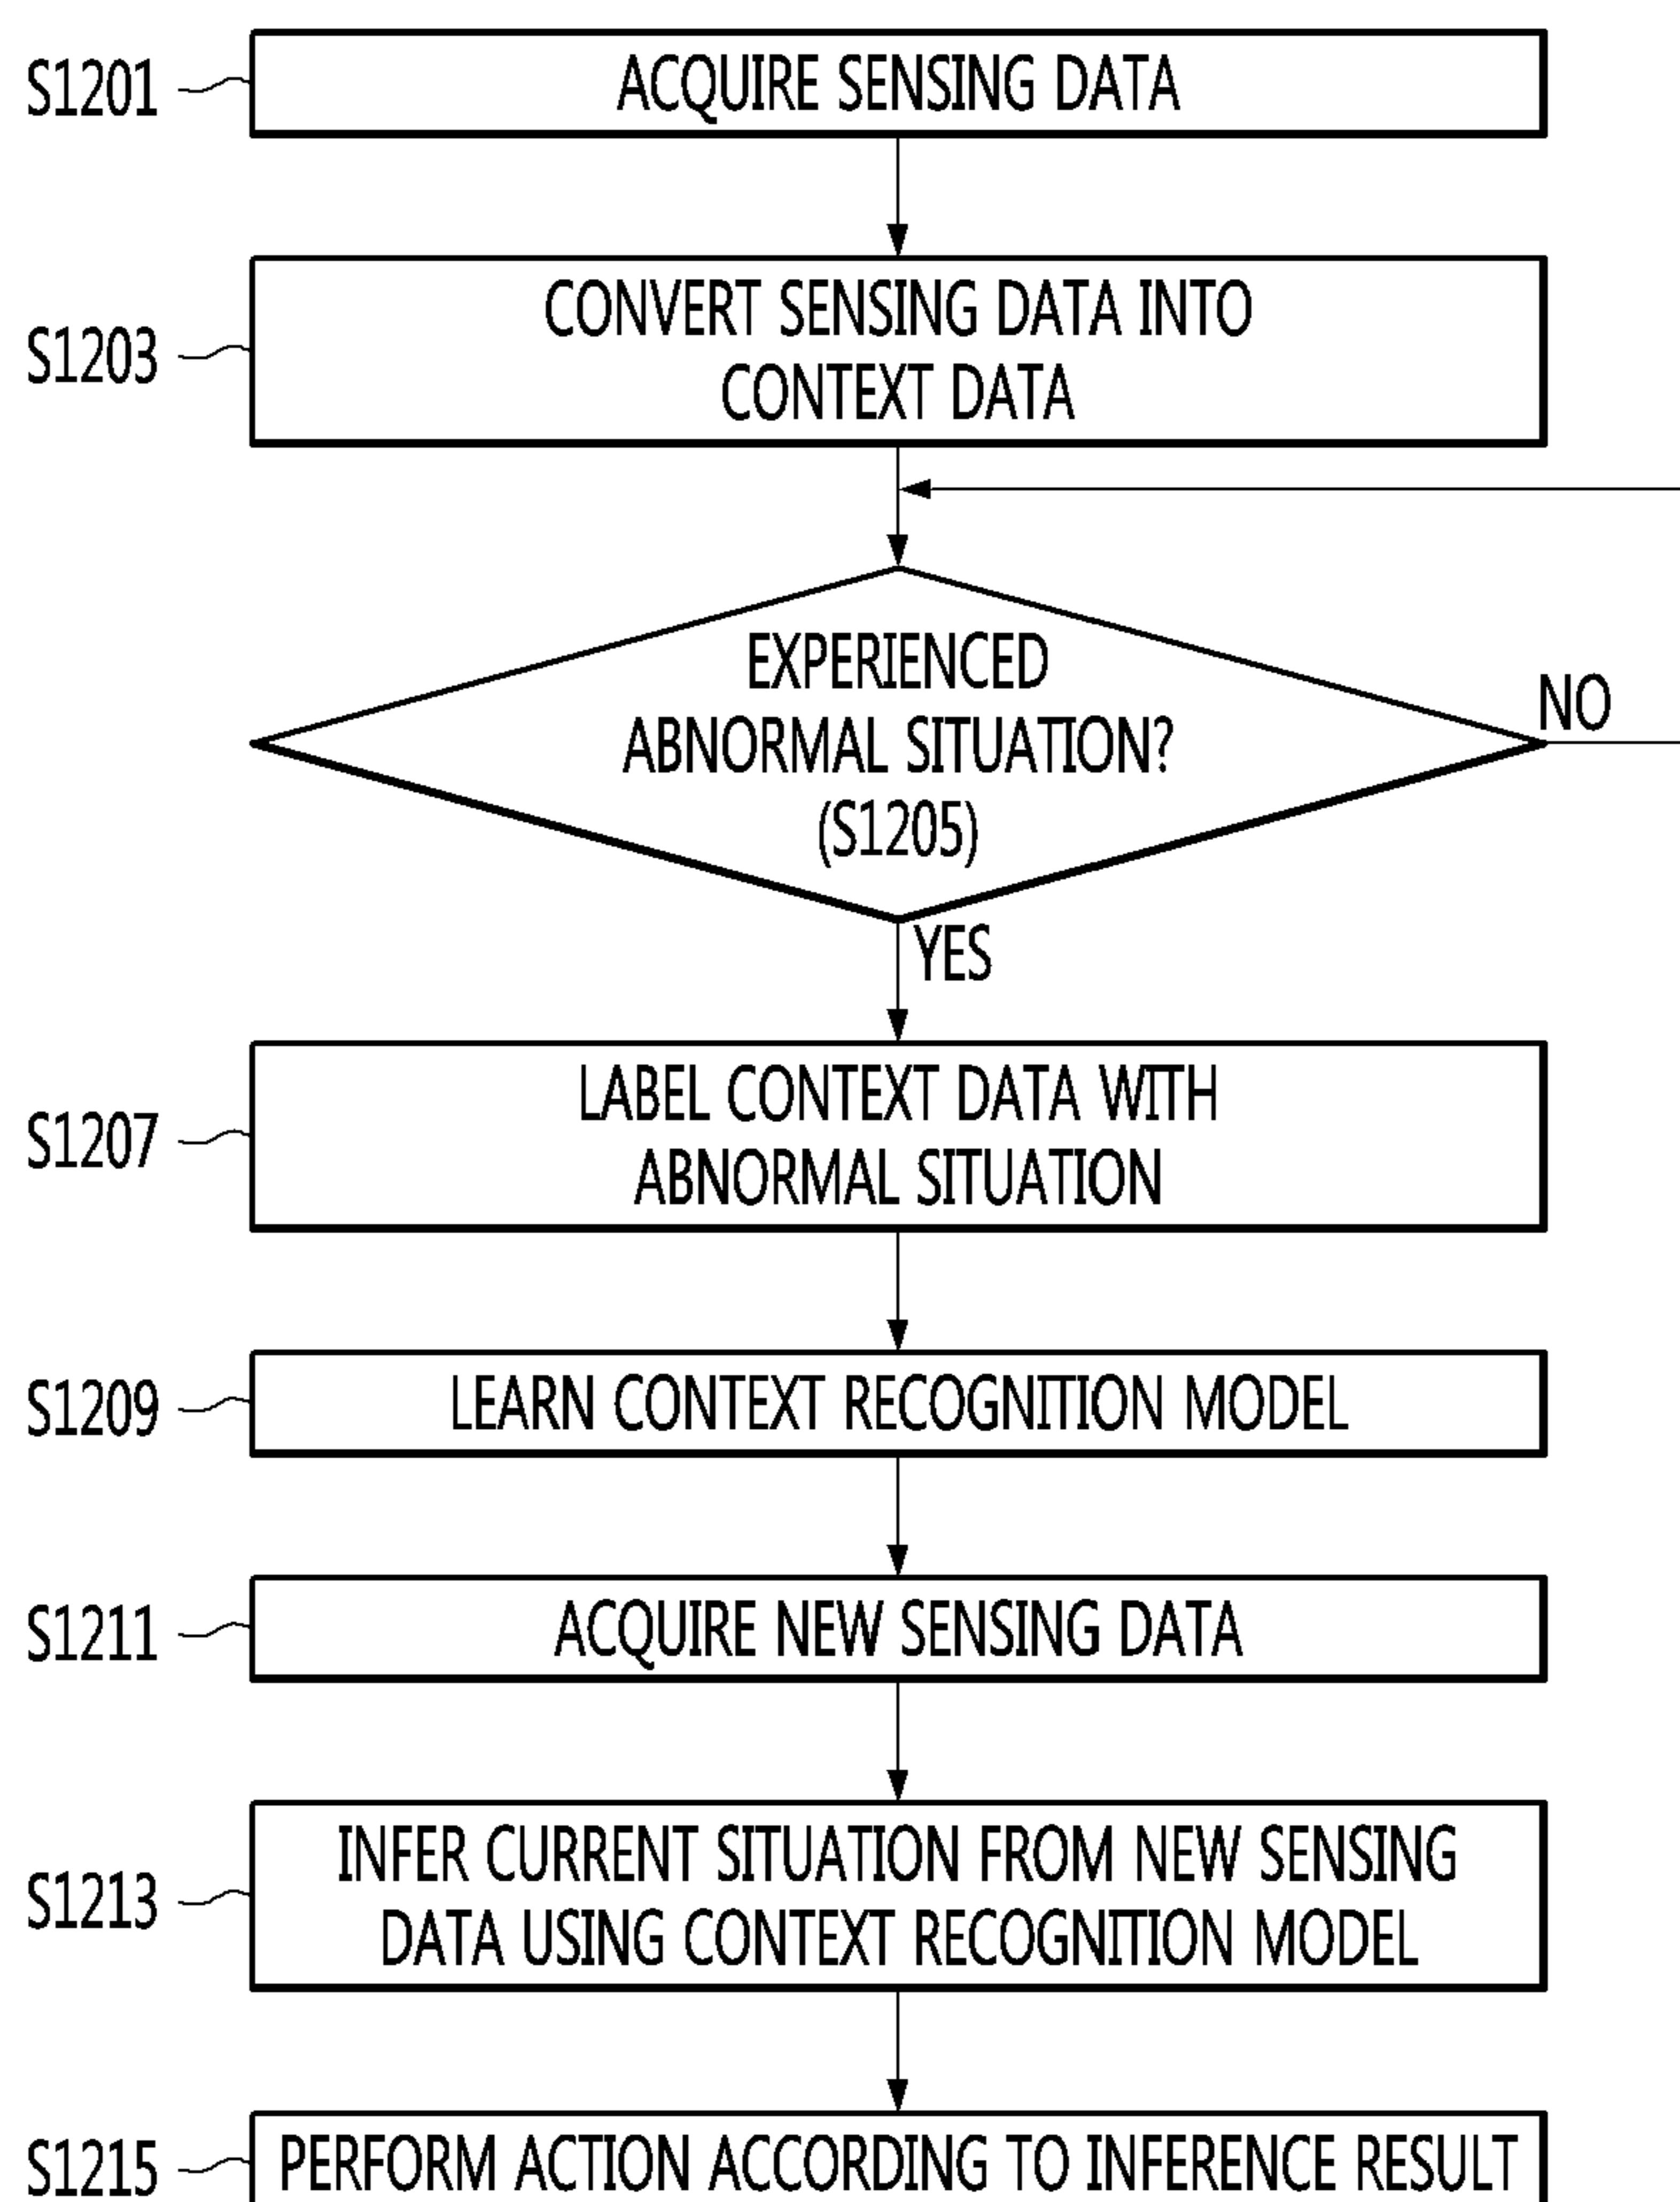 S1201
ACQUIRE SENSING DATA
S1203
CONVERT SENSING DATA INTO
CONTEXT DATA
EXPERIENCED
ABNORMAL SITUATION?
(S1205)
NO
YES
S1207
LABEL CONTEXT DATA WITH
ABNORMAL SITUATION
S1209
LEARN CONTEXT RECOGNITION MODEL
S1211
ACQUIRE NEW SENSING DATA
S1213
INFER CURRENT SITUATION FROM NEW SENSING
DATA USING CONTEXT RECOGNITION MODEL
S1215
PERFORM ACTION ACCORDING TO INFERENCE RESULT